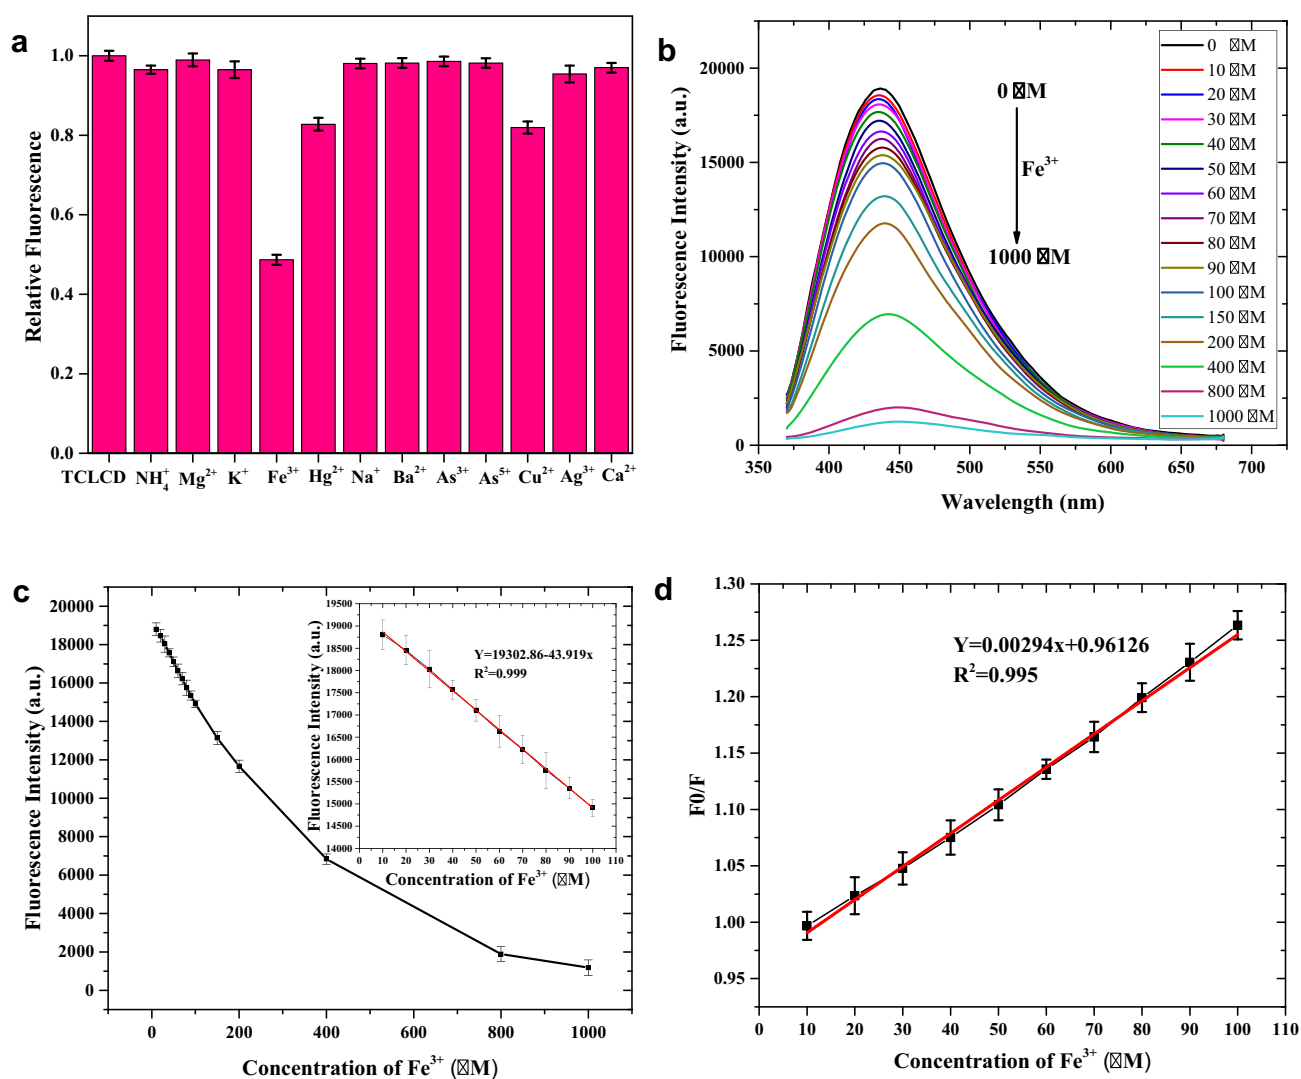 a
Relative Fluorescence
1.0
0.8
0.6
0.4
0.2
0.0
TCLCD NH₄⁺ Mg²⁺ K⁺ Fe³⁺ Hg²⁺ Na⁺ Ba²⁺ As³⁺ As⁵⁺ Cu²⁺ Ag³⁺ Ca²⁺
b
Fluorescence Intensity (a.u.)
20000
15000
10000
5000
0
350 400 450 500 550 600 650 700
Wavelength (nm)
0 □M
Fe³⁺
1000 □M
0 □M
10 □M
20 □M
30 □M
40 □M
50 □M
60 □M
70 □M
80 □M
90 □M
100 □M
150 □M
200 □M
400 □M
800 □M
1000 □M
c
Fluorescence Intensity (a.u.)
20000
18000
16000
14000
12000
10000
8000
6000
4000
2000
0
0 200 400 600 800 1000
Concentration of Fe³⁺ (□M)
Fluorescence Intensity (a.u.)
19500
19000
18500
18000
17500
17000
16500
16000
15500
15000
14500
14000
0 10 20 30 40 50 60 70 80 90 100 110
Concentration of Fe³⁺ (□M)
Y=19302.86-43.919x
R²=0.999
d
F0/F
1.30
1.25
1.20
1.15
1.10
1.05
1.00
0.95
0 10 20 30 40 50 60 70 80 90 100 110
Concentration of Fe³⁺ (□M)
Y=0.00294x+0.96126
R²=0.995